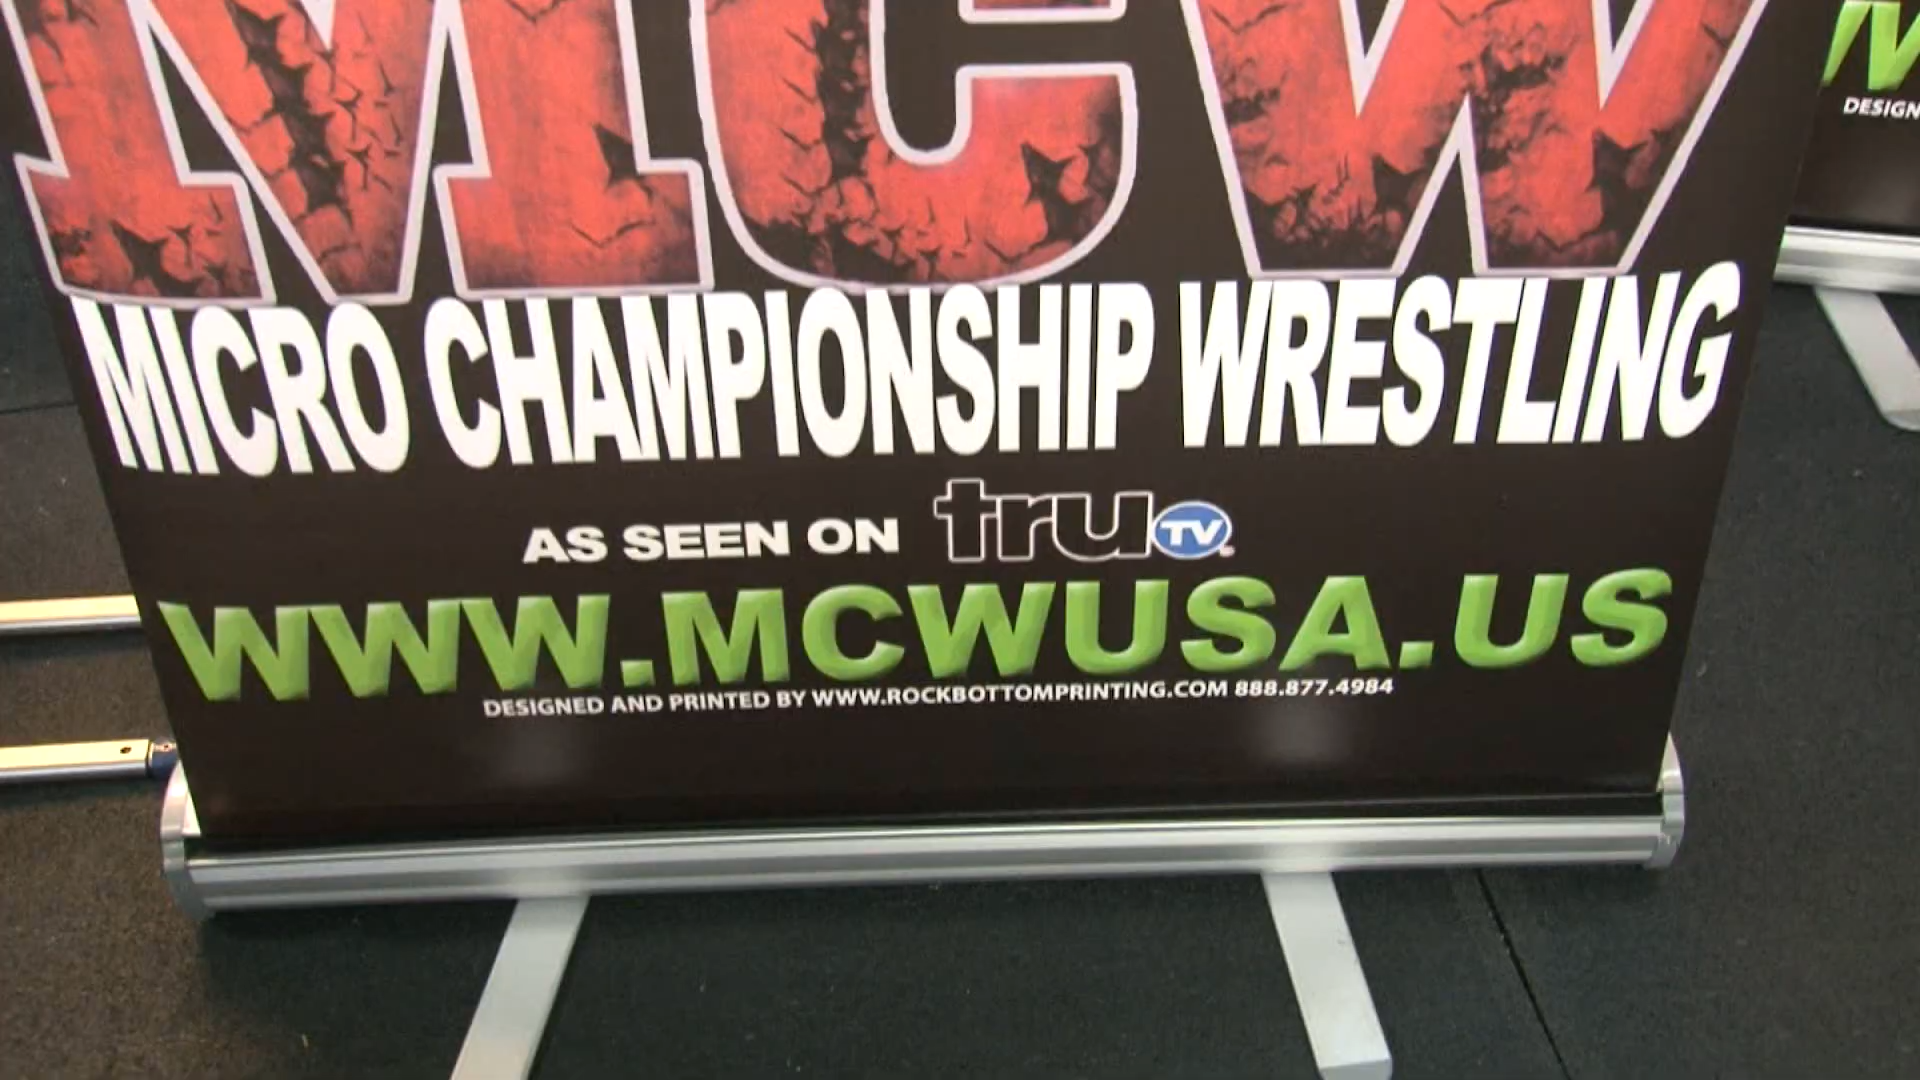 MCW
MICRO CHAMPIONSHIP WRESTLING
AS SEEN ON truTV
WWW.MCWUSA.US
DESIGNED AND PRINTED BY WWW.ROCKBOTTOMPRINTING.COM 888.877.4984